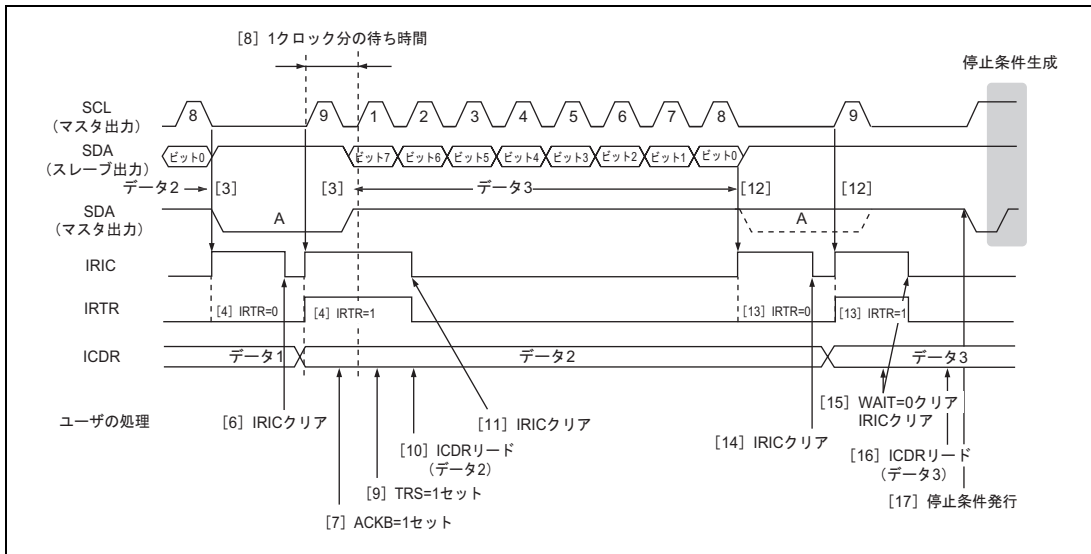 [8] 1クロック分の待ち時間
停止条件生成
SCL
（マスタ出力）
8 9 1 2 3 4 5 6 7 8 9
SDA
（スレーブ出力）
ビット0 ビット7 ビット6 ビット5 ビット4 ビット3 ビット2 ビット1 ビット0
データ2 [3] [3] データ3 [12] [12]
SDA
（マスタ出力）
A A
IRIC
IRTR
[4] IRTR=0 [4] IRTR=1 [13] IRTR=0 [13] IRTR=1
ICDR
データ1 データ2 データ3
ユーザの処理
[6] IRICクリア
[11] IRICクリア
[14] IRICクリア
[15] WAIT=0クリア
IRICクリア
[10] ICDRリード
（データ2）
[16] ICDRリード
（データ3）
[9] TRS=1セット
[17] 停止条件発行
[7] ACKB=1セット